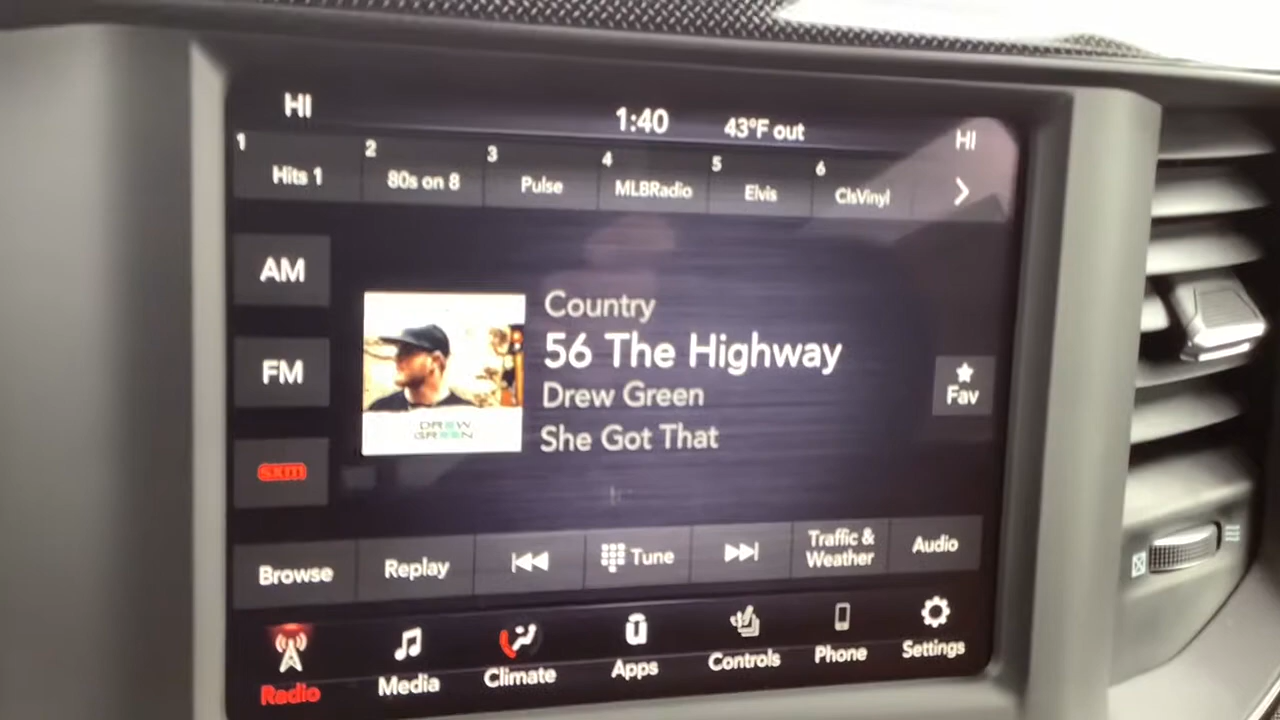 HI
1:40
43°F out
HI
1 Hits 1
2 80s on 8
3 Pulse
4 MLBRadio
5 Elvis
6 ClsVinyl
AM
FM
sxm
DREW
GREEN
Country
56 The Highway
Drew Green
She Got That
Fav
Browse
Replay
Tune
Traffic &
Weather
Audio
Radio
Media
Climate
Apps
Controls
Phone
Settings